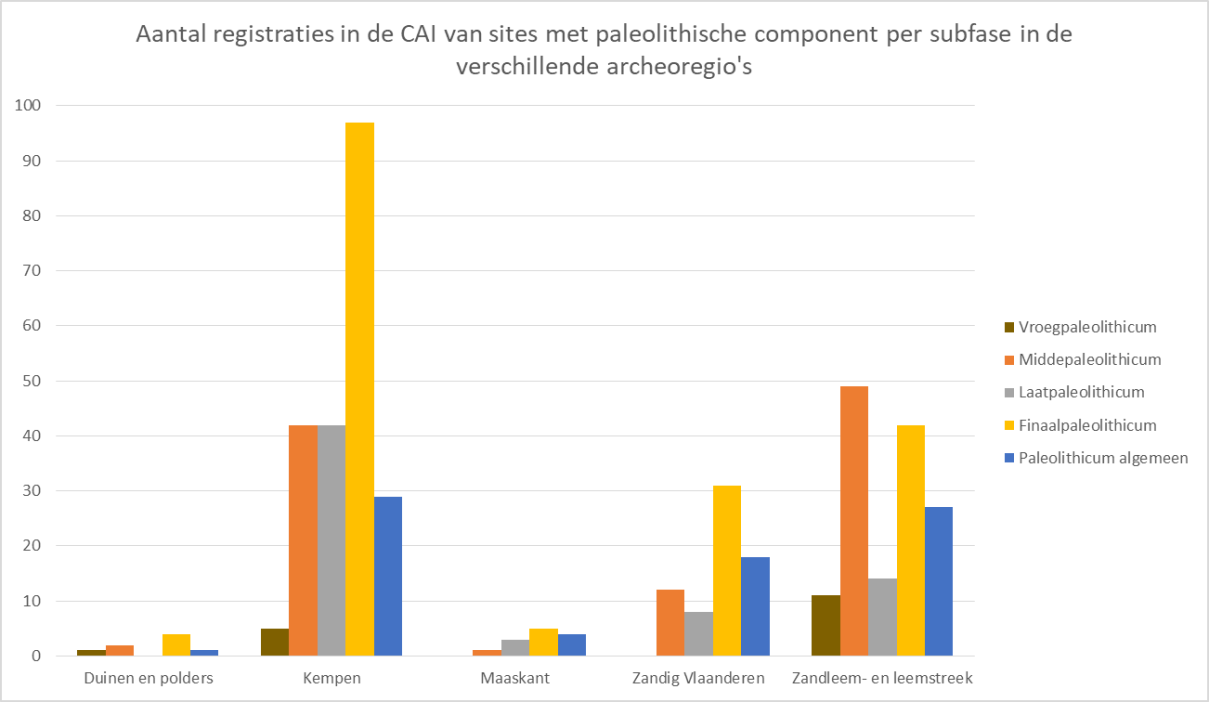 Aantal registraties in de CAI van sites met paleolithische component per subfase in de
verschillende archeoregio's
100
90
80
70
60
50
40
30
20
10
0
Duinen en polders
Kempen
Maaskant
Zandig Vlaanderen
Zandleem- en leemstreek
Vroegpaleolithicum
Middepaleolithicum
Laatpaleolithicum
Finaalpaleolithicum
Paleolithicum algemeen